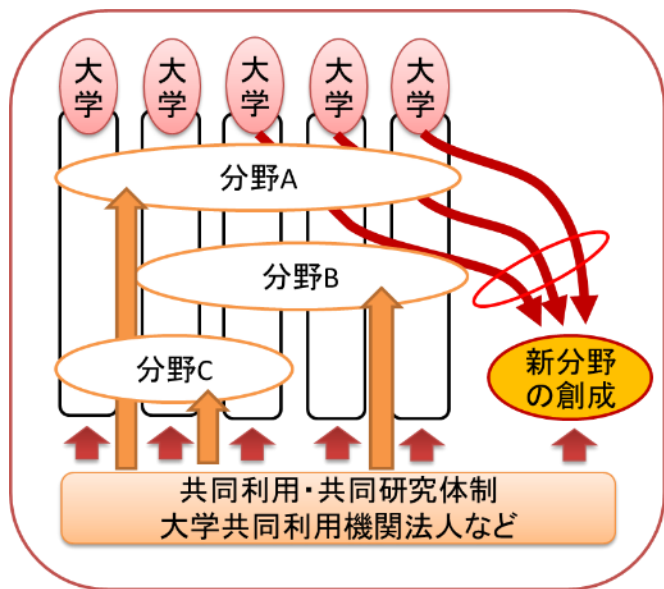 大学
大学
大学
大学
大学
分野A
分野B
分野C
新分野
の創成
共同利用・共同研究体制
大学共同利用機関法人など